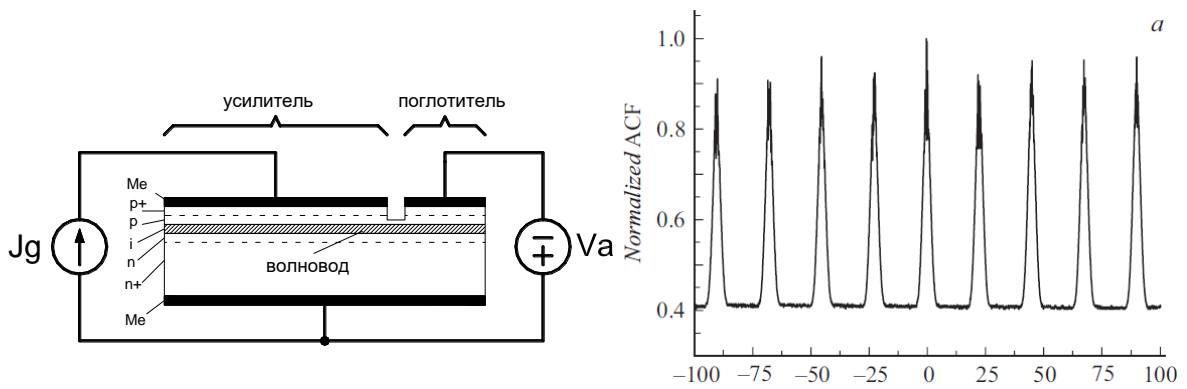 усилитель
поглотитель
Me
p+
p
i
n
n+
Me
Jg
Va
волновод
a
Normalized ACF
1.0
0.8
0.6
0.4
–100
–75
–50
–25
0
25
50
75
100